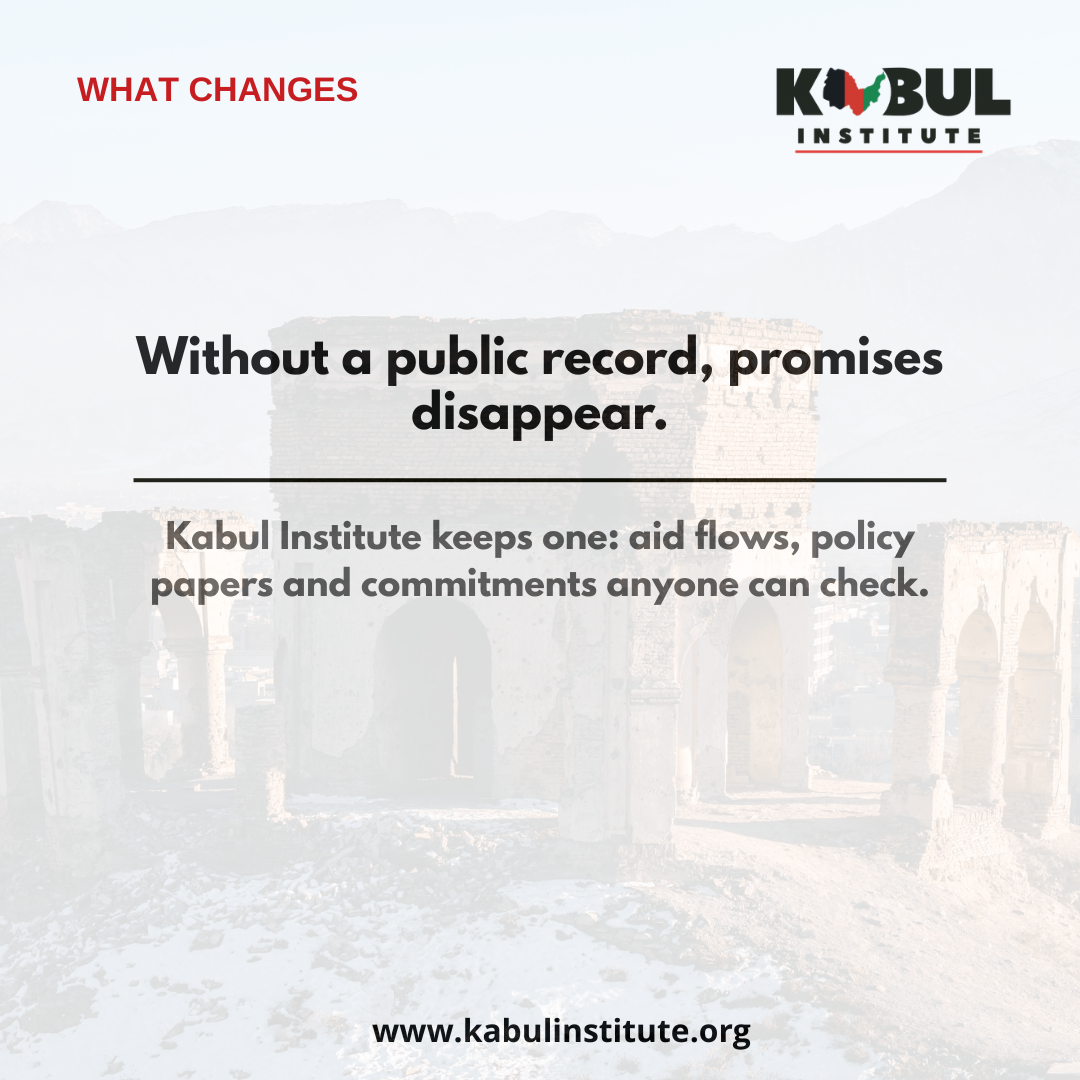 WHAT CHANGES
KABUL
INSTITUTE
Without a public record, promises
disappear.
Kabul Institute keeps one: aid flows, policy
papers and commitments anyone can check.
www.kabulinstitute.org